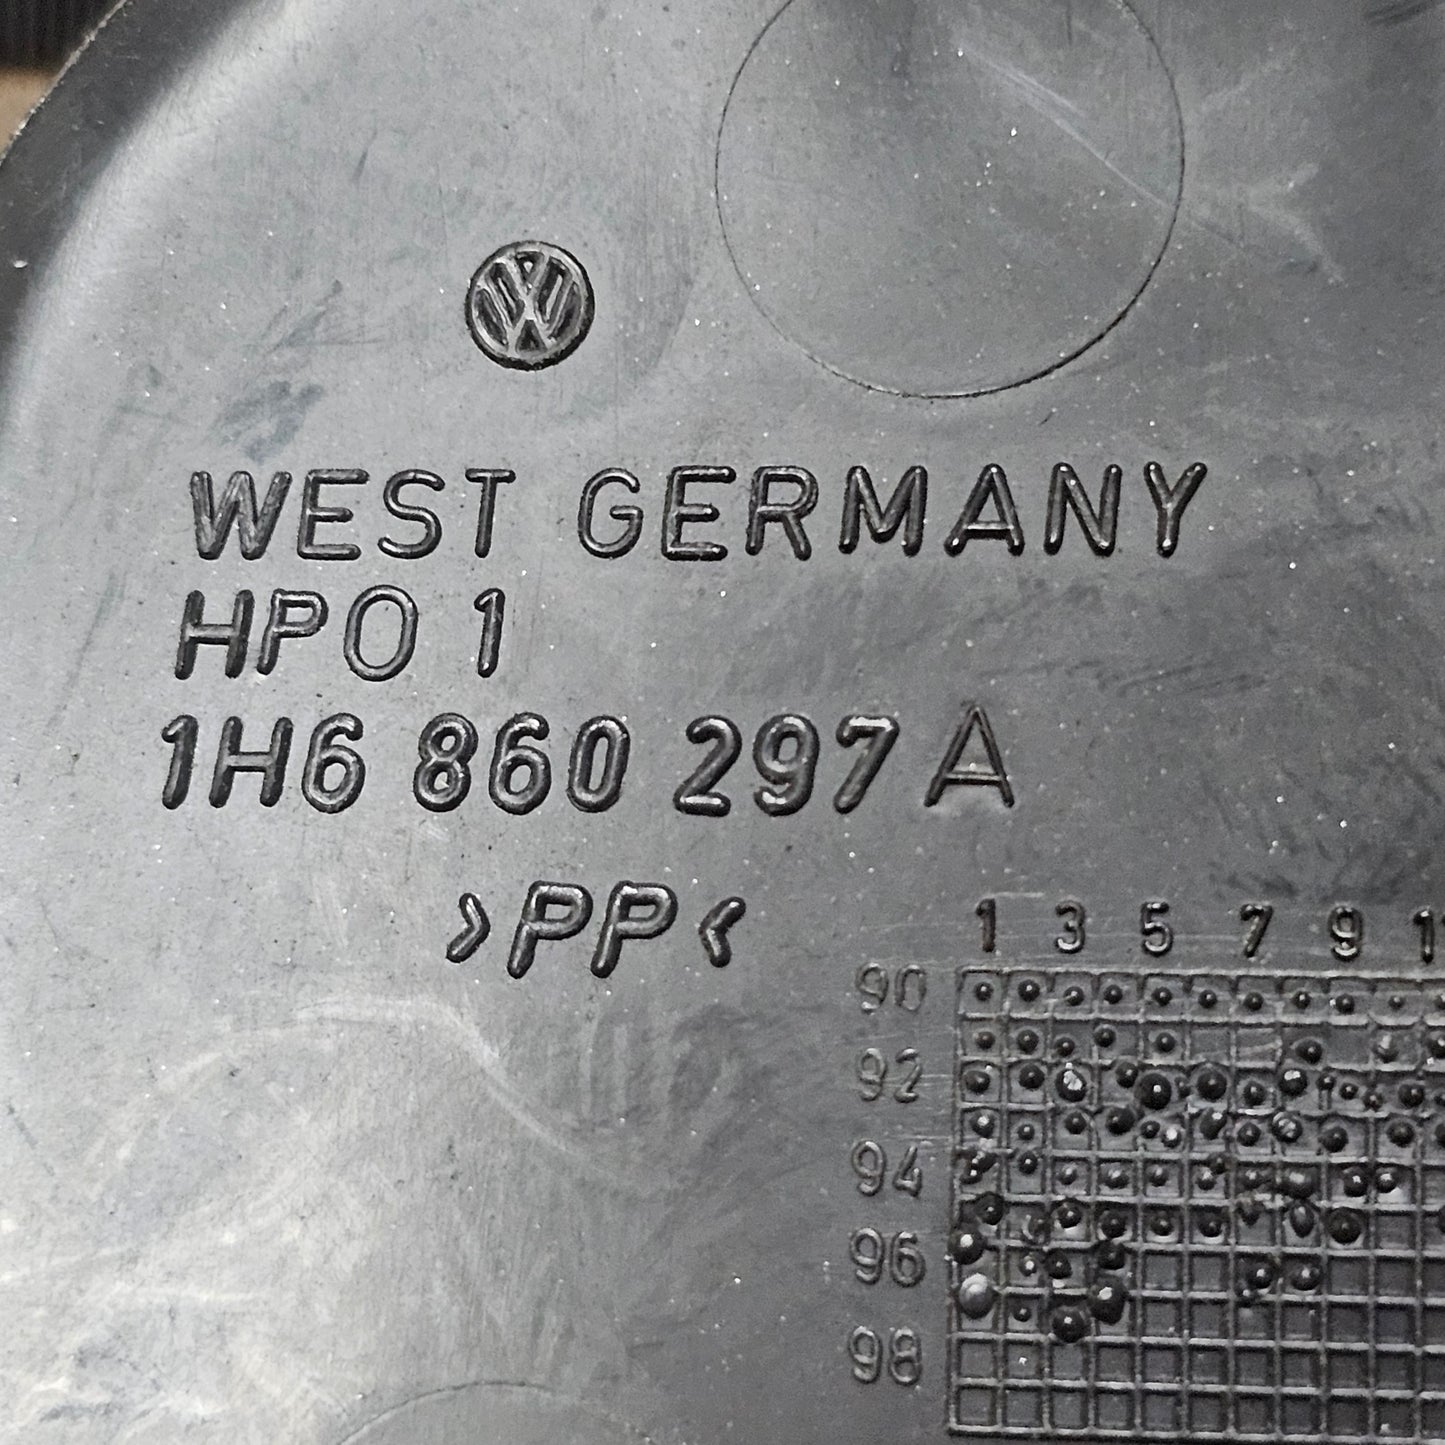 WEST GERMANY
HPO 1
1H6 860 297 A
>PP<
1 3 5 7 9
90
92
94
96
98